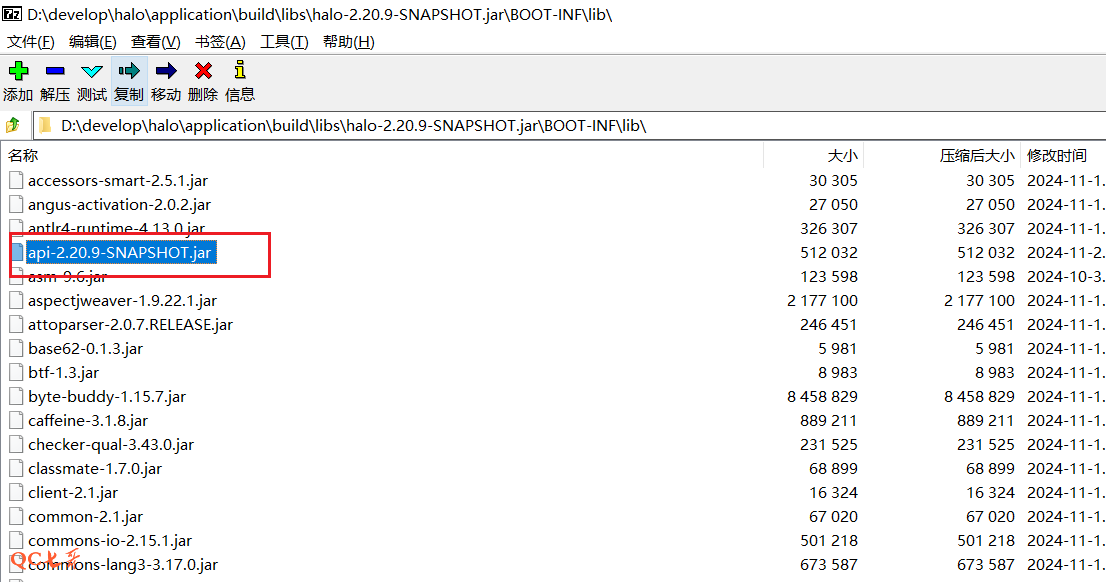 D:\develop\halo\application\build\libs\halo-2.20.9-SNAPSHOT.jar\BOOT-INF\lib\
文件(F) 编辑(E) 查看(V) 书签(A) 工具(T) 帮助(H)
添加 解压 测试 复制 移动 删除 信息
D:\develop\halo\application\build\libs\halo-2.20.9-SNAPSHOT.jar\BOOT-INF\lib\
名称 大小 压缩后大小 修改时间
accessors-smart-2.5.1.jar 30 305 30 305 2024-11-1.
angus-activation-2.0.2.jar 27 050 27 050 2024-11-1.
antlr4-runtime-4.13.0.jar 326 307 326 307 2024-11-1.
api-2.20.9-SNAPSHOT.jar 512 032 512 032 2024-11-2.
asm-9.6.jar 123 598 123 598 2024-10-3.
aspectjweaver-1.9.22.1.jar 2 177 100 2 177 100 2024-11-1.
attoparser-2.0.7.RELEASE.jar 246 451 246 451 2024-11-1.
base62-0.1.3.jar 5 981 5 981 2024-11-1.
btf-1.3.jar 8 983 8 983 2024-11-1.
byte-buddy-1.15.7.jar 8 458 829 8 458 829 2024-11-1.
caffeine-3.1.8.jar 889 211 889 211 2024-11-1.
checker-qual-3.43.0.jar 231 525 231 525 2024-11-1.
classmate-1.7.0.jar 68 899 68 899 2024-11-1.
client-2.1.jar 16 324 16 324 2024-11-1.
common-2.1.jar 67 020 67 020 2024-11-1.
commons-io-2.15.1.jar 501 218 501 218 2024-11-1.
commons-lang3-3.17.0.jar 673 587 673 587 2024-11-1.